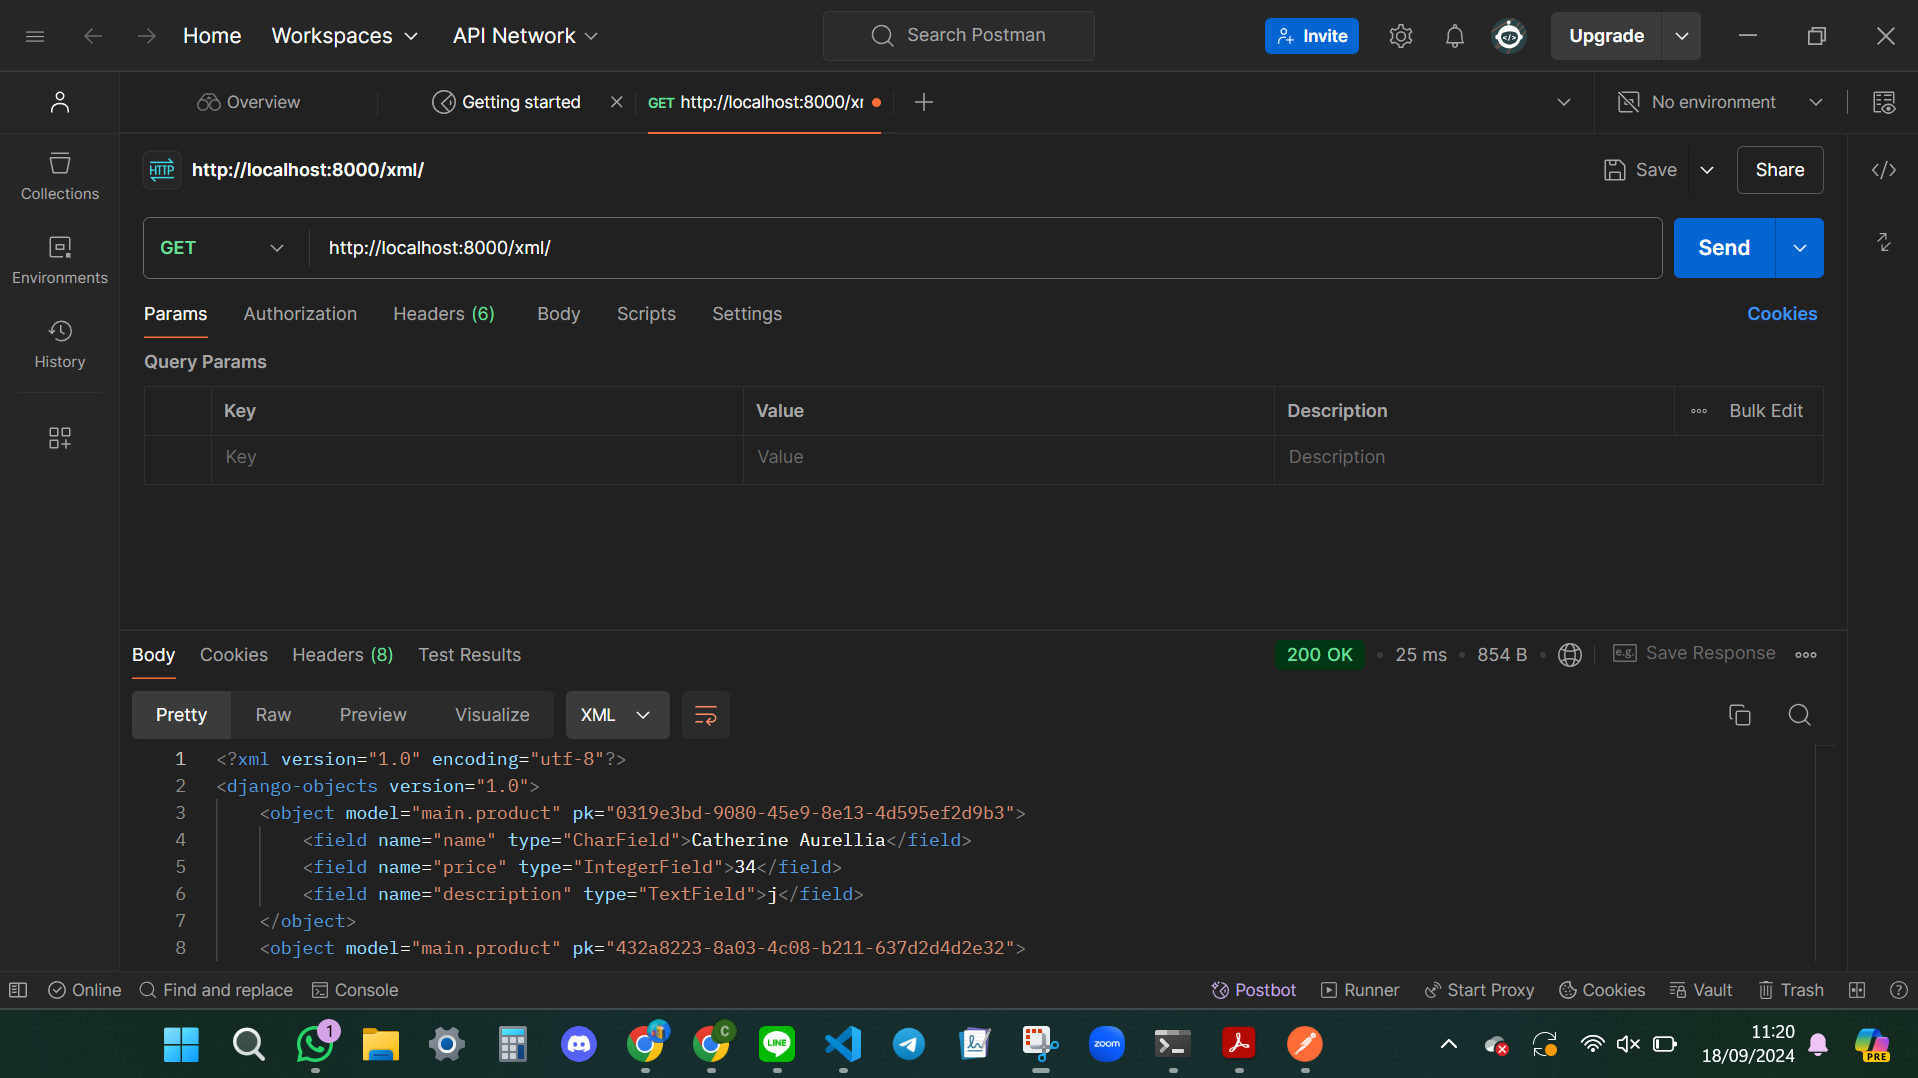 Home Workspaces API Network Search Postman Invite Upgrade
Overview Getting started GET http://localhost:8000/xr No environment
HTTP http://localhost:8000/xml/ Save Share
Collections
GET http://localhost:8000/xml/ Send
Environments
Params Authorization Headers (6) Body Scripts Settings Cookies
History
Query Params
Key Value Description Bulk Edit
Key Value Description
Body Cookies Headers (8) Test Results 200 OK • 25 ms • 854 B • e.g. Save Response
Pretty Raw Preview Visualize XML
1 <?xml version="1.0" encoding="utf-8"?>
2 <django-objects version="1.0">
3 <object model="main.product" pk="0319e3bd-9080-45e9-8e13-4d595ef2d9b3">
4 <field name="name" type="CharField">Catherine Aurellia</field>
5 <field name="price" type="IntegerField">34</field>
6 <field name="description" type="TextField">j</field>
7 </object>
8 <object model="main.product" pk="432a8223-8a03-4c08-b211-637d2d4d2e32">
Online Find and replace Console Postbot Runner Start Proxy Cookies Vault Trash
1 C LINE zoom 11:20 PRE
18/09/2024